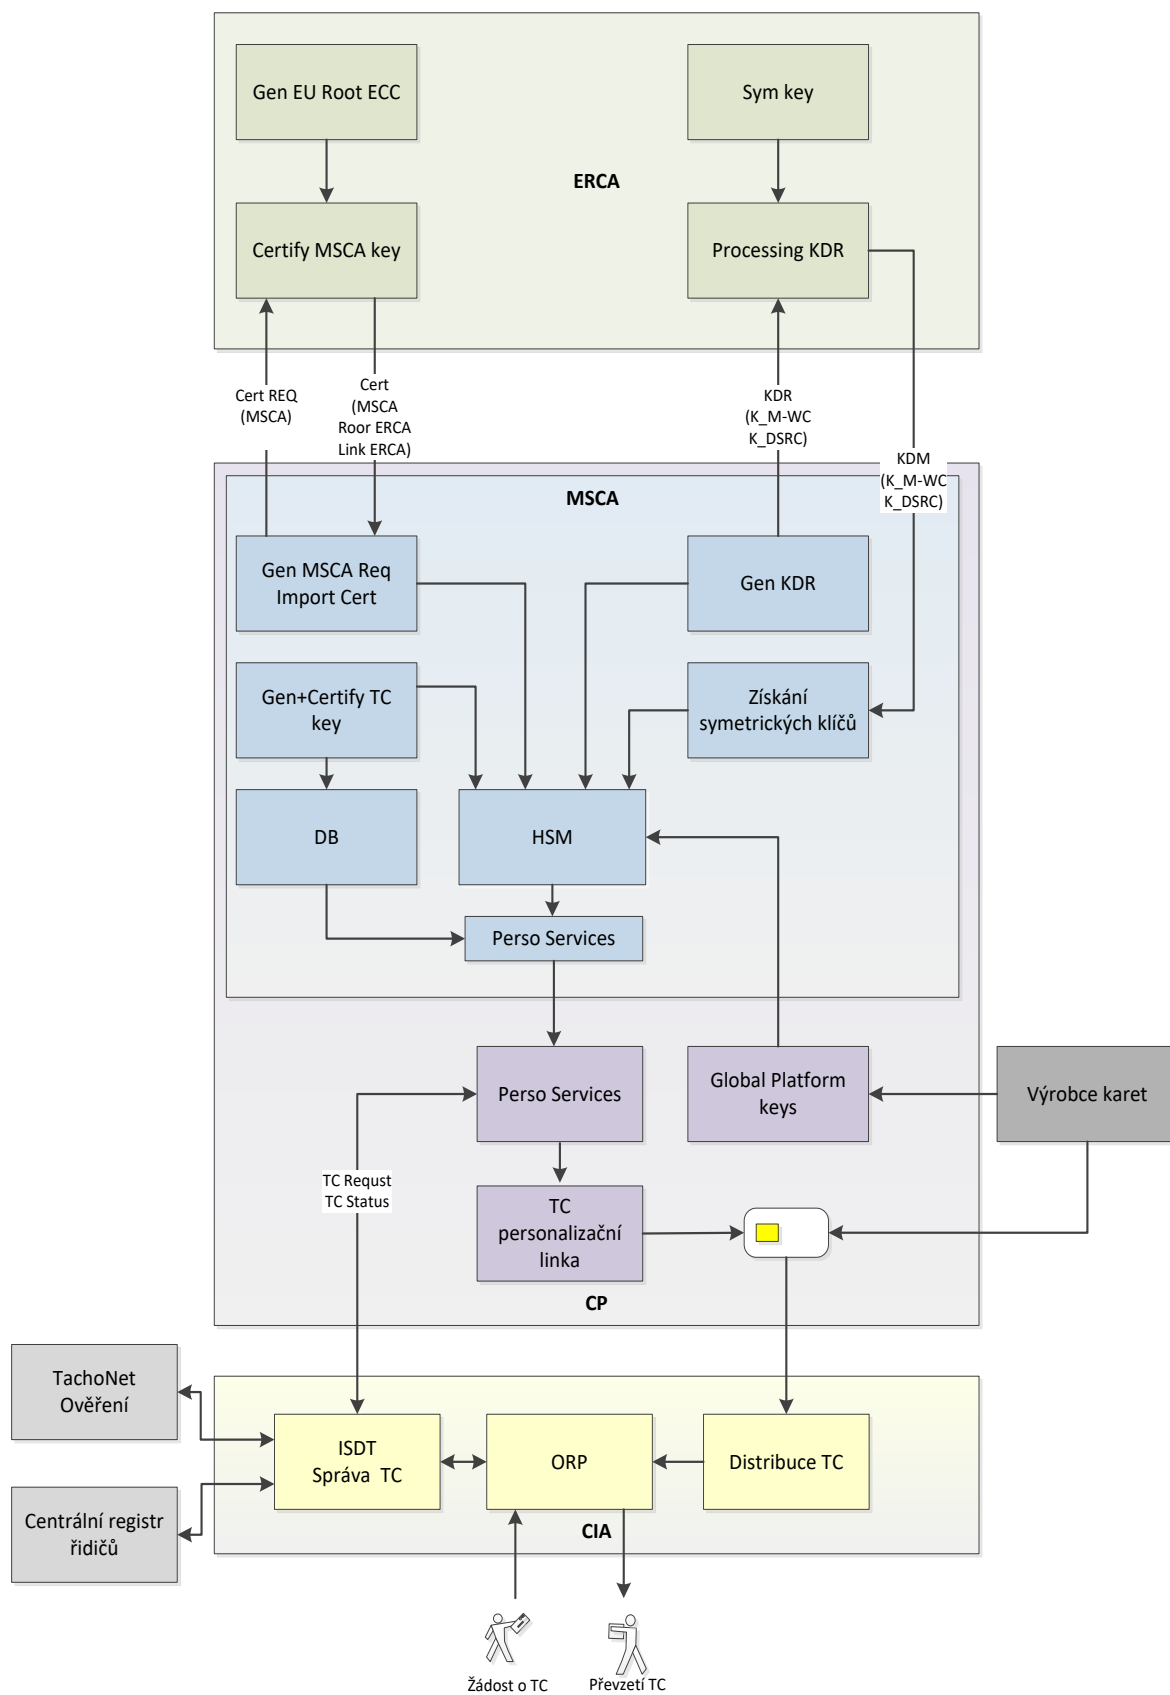 Gen EU Root ECC
Sym key
ERCA
Certify MSCA key
Processing KDR
Cert REQ
(MSCA)
Cert
(MSCA
Roor ERCA
Link ERCA)
KDR
(K_M-WC
K_DSRC)
KDM
(K_M-WC
K_DSRC)
MSCA
Gen MSCA Req
Import Cert
Gen KDR
Gen+Certify TC
key
Získání
symetrických klíčů
DB
HSM
Perso Services
Perso Services
Global Platform
keys
Výrobce karet
TC Requst
TC Status
TC
personalizační
linka
CP
TachoNet
Ověření
ISDT
Správa TC
ORP
Distribuce TC
Centrální registr
řidičů
CIA
Žádost o TC
Převzetí TC